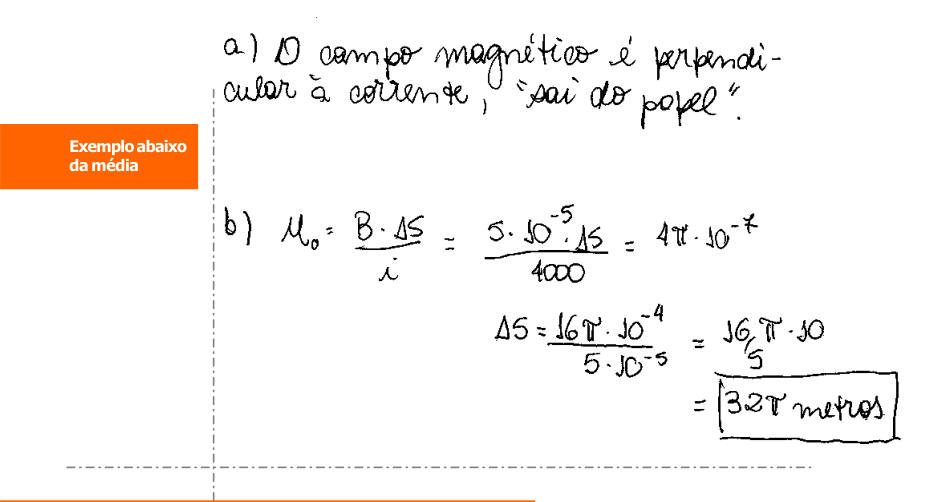 a) O campo magnético é perpendi-
cular à corrente, "sai do papel".
Exemplo abaixo
da média
b) μ₀ = B · ΔS / i = 5 · 10⁻⁵ · ΔS / 4000 = 4π · 10⁻⁷
ΔS = 16π · 10⁻⁴ / 5 · 10⁻⁵ = 16π · 10 / 5
= 32π metros